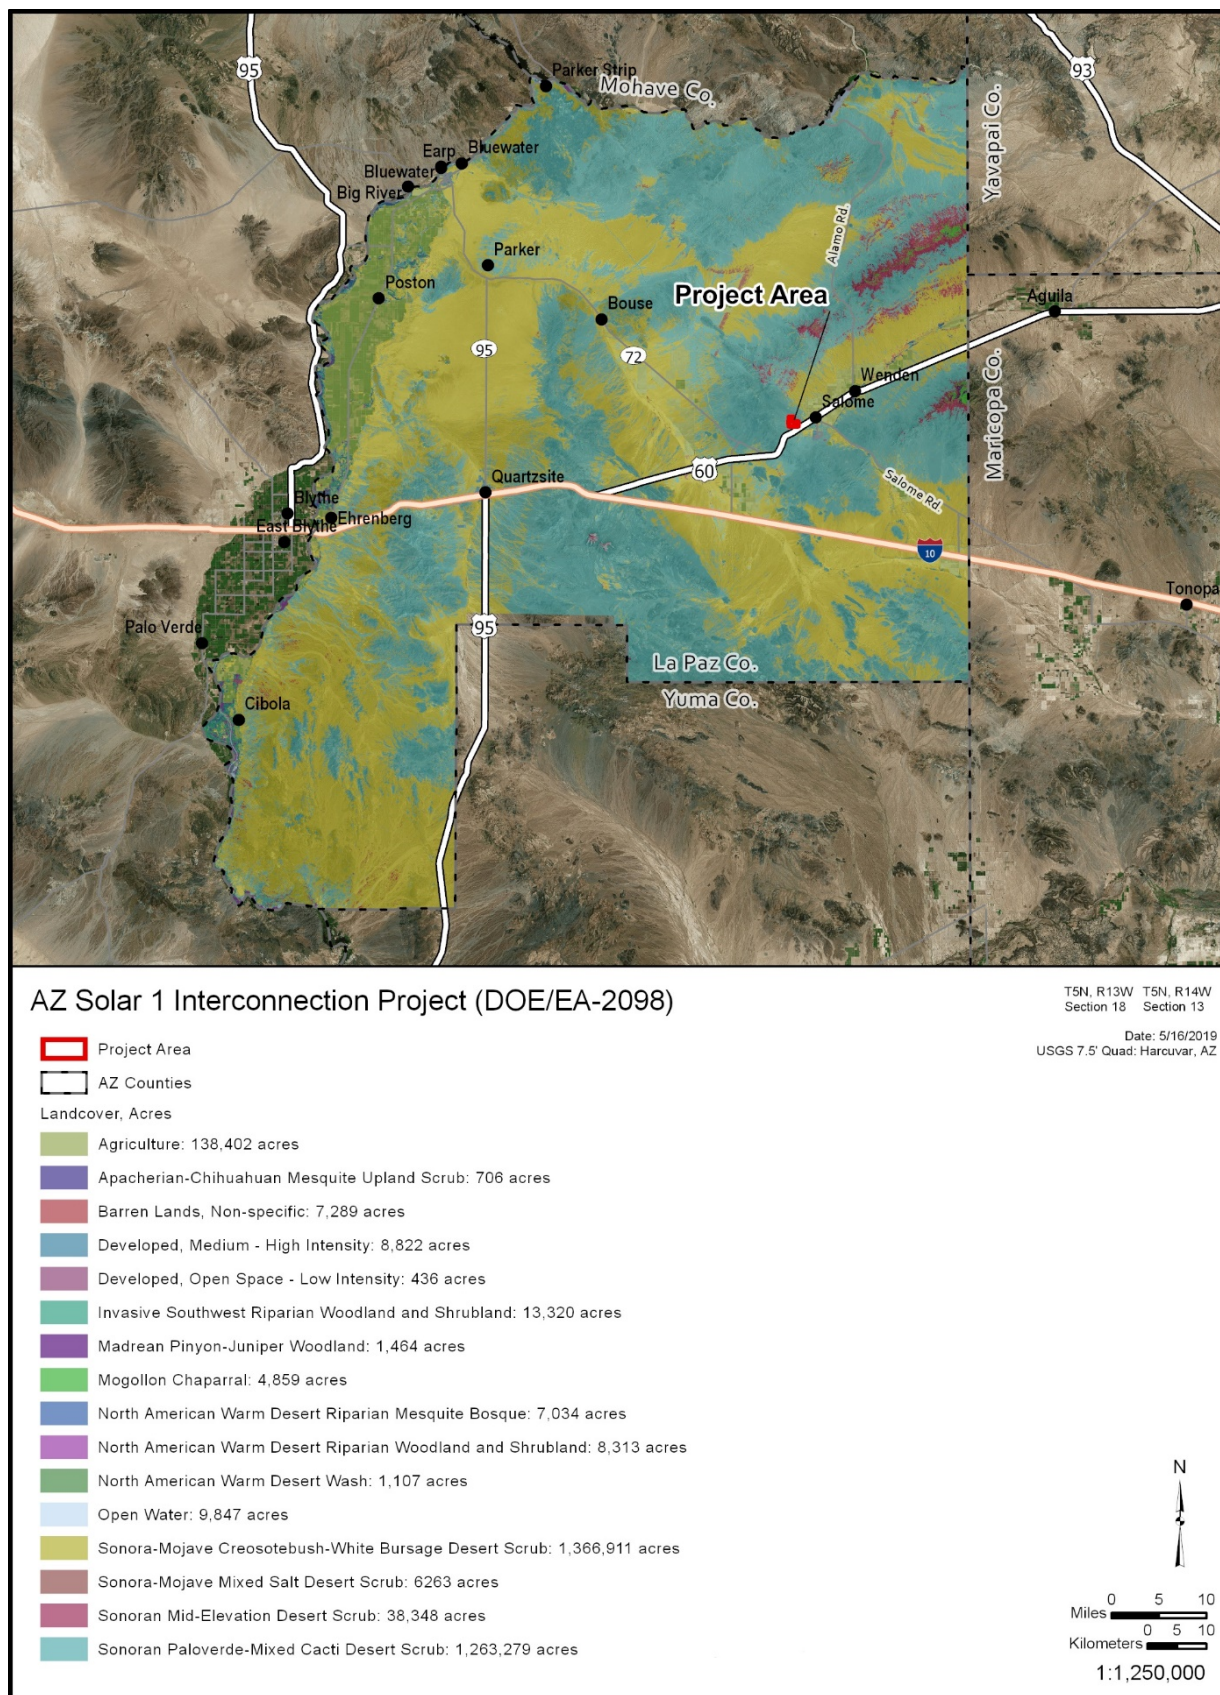 95
93
Parker Strip
Mohave Co.
Yavapai Co.
Earp
Bluewater
Bluewater
Big River
Alamo Rd.
Parker
Poston
Project Area
Aguila
Bouse
95
72
Wenden
Salome
Maricopa Co.
60
Quartzsite
Salome Rd.
Blythe
Ehrenberg
East Blythe
10
Tonopa
Palo Verde
95
La Paz Co.
Yuma Co.
Cibola
AZ Solar 1 Interconnection Project (DOE/EA-2098)
T5N, R13W T5N, R14W
Section 18 Section 13
Date: 5/16/2019
USGS 7.5' Quad: Harcuvar, AZ
Project Area
AZ Counties
Landcover, Acres
Agriculture: 138,402 acres
Apacherian-Chihuahuan Mesquite Upland Scrub: 706 acres
Barren Lands, Non-specific: 7,289 acres
Developed, Medium - High Intensity: 8,822 acres
Developed, Open Space - Low Intensity: 436 acres
Invasive Southwest Riparian Woodland and Shrubland: 13,320 acres
Madrean Pinyon-Juniper Woodland: 1,464 acres
Mogollon Chaparral: 4,859 acres
North American Warm Desert Riparian Mesquite Bosque: 7,034 acres
North American Warm Desert Riparian Woodland and Shrubland: 8,313 acres
North American Warm Desert Wash: 1,107 acres
Open Water: 9,847 acres
Sonora-Mojave Creosotebush-White Bursage Desert Scrub: 1,366,911 acres
Sonora-Mojave Mixed Salt Desert Scrub: 6263 acres
Sonoran Mid-Elevation Desert Scrub: 38,348 acres
Sonoran Paloverde-Mixed Cacti Desert Scrub: 1,263,279 acres
N
0 5 10
Miles
0 5 10
Kilometers
1:1,250,000